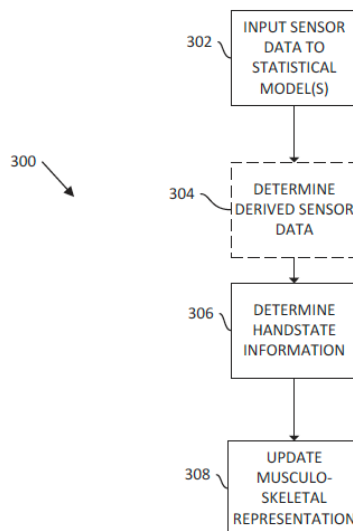 302
INPUT SENSOR
DATA TO
STATISTICAL
MODEL(S)
300
304
DETERMINE
DERIVED SENSOR
DATA
306
DETERMINE
HANDSTATE
INFORMATION
308
UPDATE
MUSCULO-
SKELETAL
REPRESENTATION